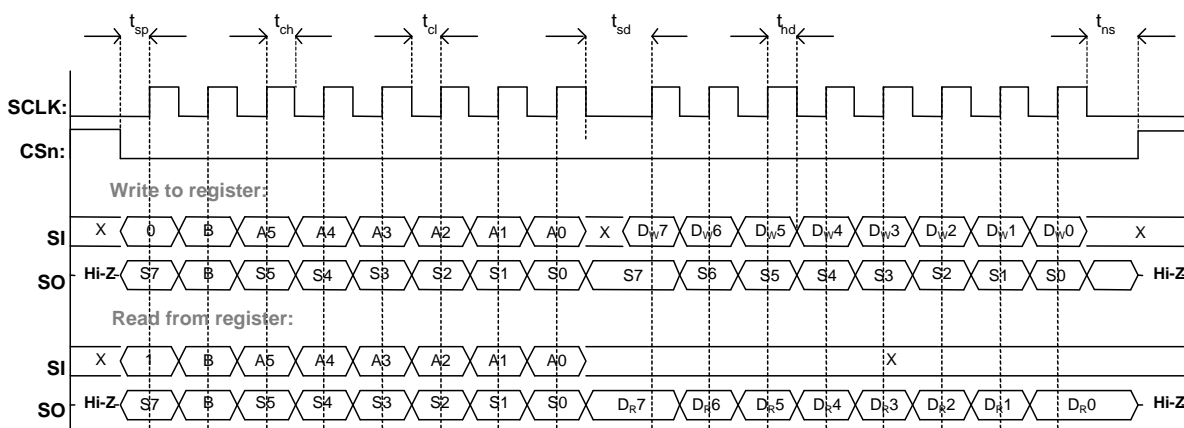 tsp tch tcl tsd thd tns
SCLK:
CSn:
Write to register:
SI X 0 B A5 A4 A3 A2 A1 A0 X DW7 DW6 DW5 DW4 DW3 DW2 DW1 DW0 X
SO Hi-Z S7 B S5 S4 S3 S2 S1 S0 S7 S6 S5 S4 S3 S2 S1 S0 Hi-Z
Read from register:
SI X 1 B A5 A4 A3 A2 A1 A0 X
SO Hi-Z S7 B S5 S4 S3 S2 S1 S0 DR7 DR6 DR5 DR4 DR3 DR2 DR1 DR0 Hi-Z